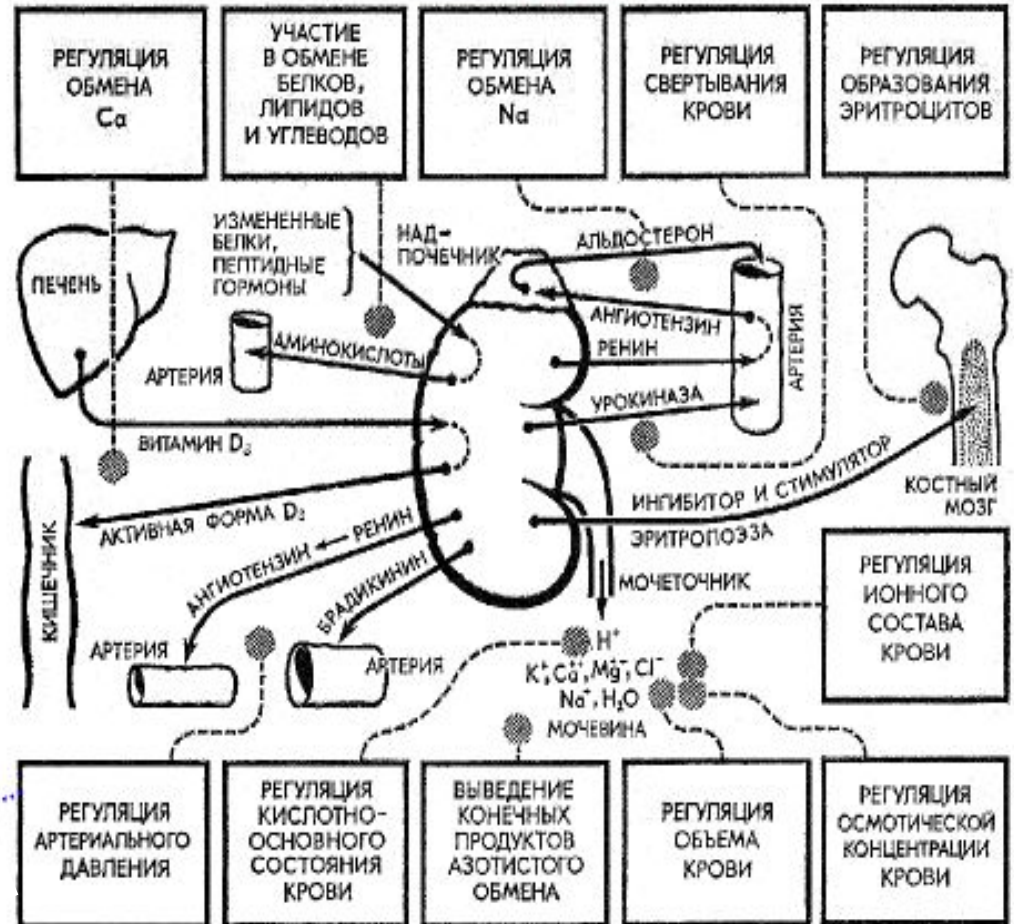 РЕГУЛЯЦИЯ
ОБМЕНА
Ca
УЧАСТИЕ
В ОБМЕНЕ
БЕЛКОВ,
ЛИПИДОВ
И УГЛЕВОДОВ
РЕГУЛЯЦИЯ
ОБМЕНА
Na
РЕГУЛЯЦИЯ
СВЕРТЫВАНИЯ
КРОВИ
РЕГУЛЯЦИЯ
ОБРАЗОВАНИЯ
ЭРИТРОЦИТОВ
ПЕЧЕНЬ
ИЗМЕНЕННЫЕ
БЕЛКИ,
ПЕПТИДНЫЕ
ГОРМОНЫ
НАД-
ПОЧЕЧНИК
АЛЬДОСТЕРОН
АНГИОТЕНЗИН
РЕНИН
АРТЕРИЯ
УРОКИНАЗА
АМИНОКИСЛОТЫ
АРТЕРИЯ
ВИТАМИН D₃
АКТИВНАЯ ФОРМА D₃
КИШЕЧНИК
ИНГИБИТОР И СТИМУЛЯТОР
ЭРИТРОПОЭЗА
КОСТНЫЙ
МОЗГ
АНГИОТЕНЗИН ← РЕНИН
БРАДИКИНИН
АРТЕРИЯ
АРТЕРИЯ
МОЧЕТОЧНИК
H⁺
K⁺, Ca⁺⁺, Mg⁺⁺, Cl⁻
Na⁺, H₂O
МОЧЕВИНА
РЕГУЛЯЦИЯ
ИОННОГО
СОСТАВА
КРОВИ
РЕГУЛЯЦИЯ
АРТЕРИАЛЬНОГО
ДАВЛЕНИЯ
РЕГУЛЯЦИЯ
КИСЛОТНО-
ОСНОВНОГО
СОСТОЯНИЯ
КРОВИ
ВЫВЕДЕНИЕ
КОНЕЧНЫХ
ПРОДУКТОВ
АЗОТИСТОГО
ОБМЕНА
РЕГУЛЯЦИЯ
ОБЪЕМА
КРОВИ
РЕГУЛЯЦИЯ
ОСМОТИЧЕСКОЙ
КОНЦЕНТРАЦИИ
КРОВИ